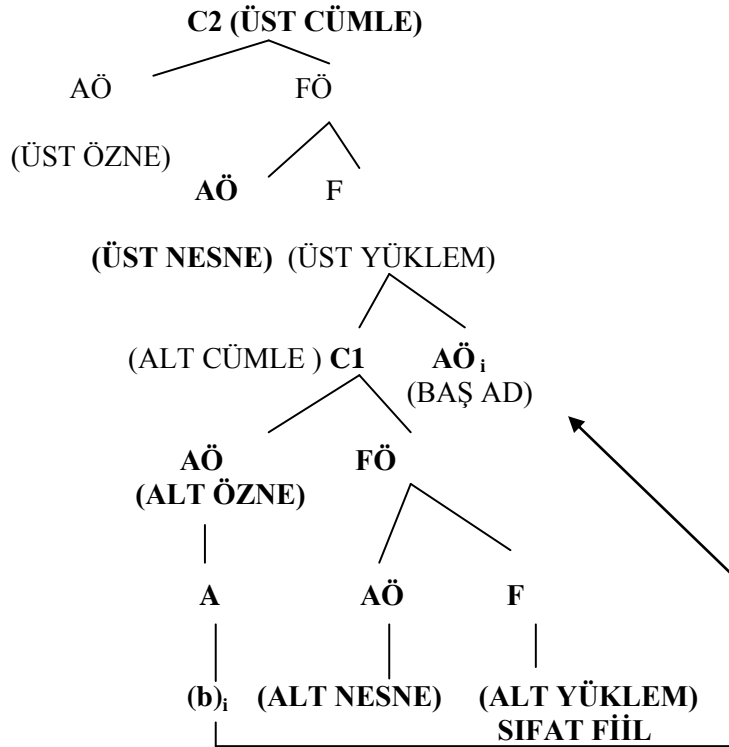 C2 (ÜST CÜMLE)
AÖ FÖ
(ÜST ÖZNE)
AÖ F
(ÜST NESNE) (ÜST YÜKLEM)
(ALT CÜMLE ) C1 AÖ i
(BAŞ AD)
AÖ FÖ
(ALT ÖZNE)
A AÖ F
(b)i (ALT NESNE) (ALT YÜKLEM)
SIFAT FİİL